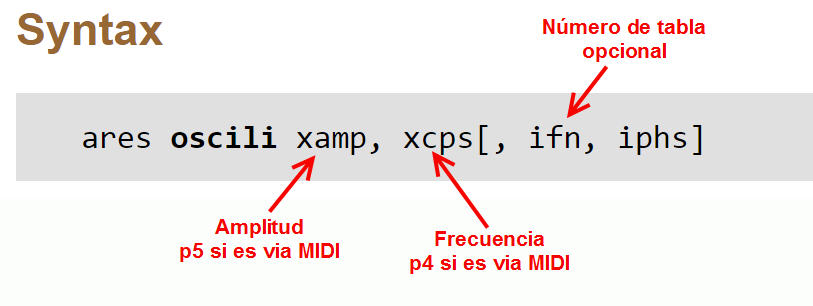 Syntax
Número de tabla
opcional
ares oscili xamp, xcps[, ifn, iphs]
Amplitud
p5 si es via MIDI
Frecuencia
p4 si es via MIDI